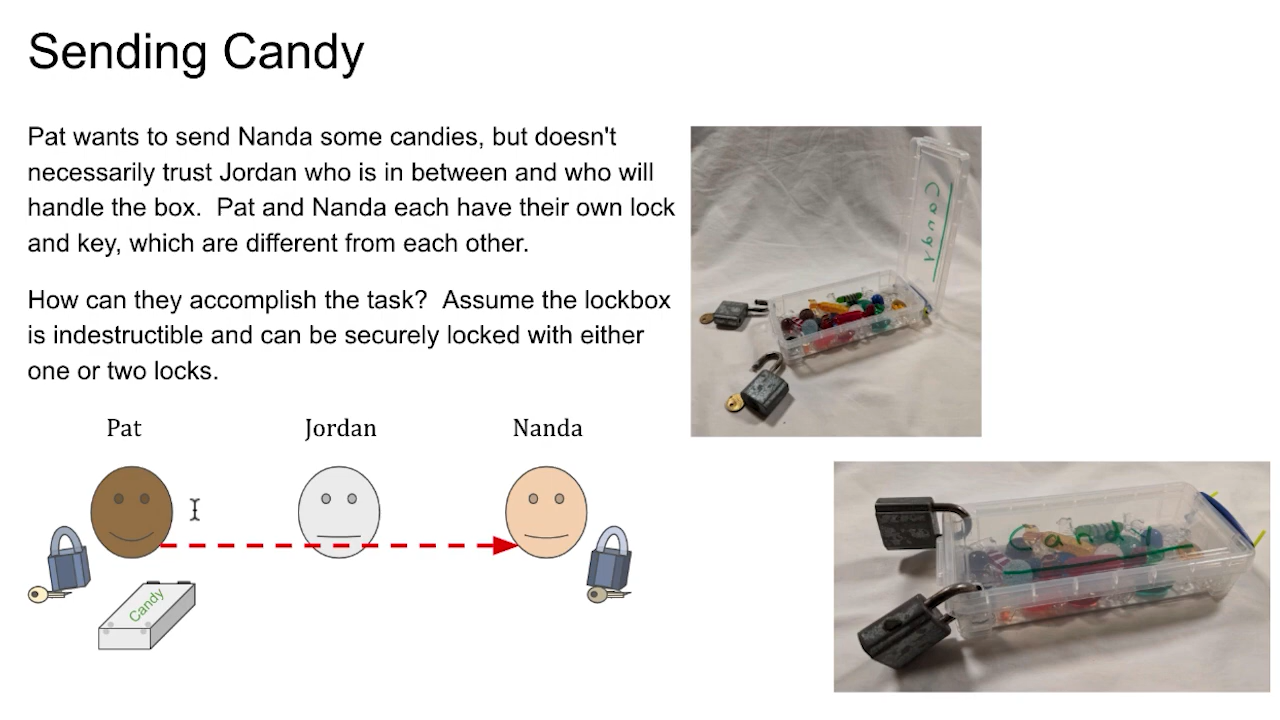 Sending Candy
Pat wants to send Nanda some candies, but doesn't
necessarily trust Jordan who is in between and who will
handle the box.  Pat and Nanda each have their own lock
and key, which are different from each other.
How can they accomplish the task?  Assume the lockbox
is indestructible and can be securely locked with either
one or two locks.
Pat
Jordan
Nanda
Candy
Candy
Candy